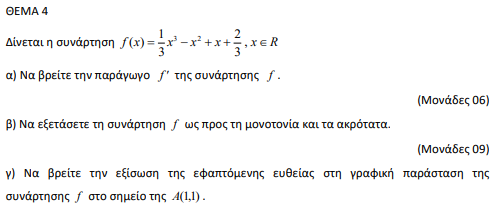 ΘΕΜΑ 4
Δίνεται η συνάρτηση f(x) = 1/3 x³ − x² + x + 2/3 , x ∈ R
α) Να βρείτε την παράγωγο f′ της συνάρτησης f .
(Μονάδες 06)
β) Να εξετάσετε τη συνάρτηση f ως προς τη μονοτονία και τα ακρότατα.
(Μονάδες 09)
γ) Να βρείτε την εξίσωση της εφαπτόμενης ευθείας στη γραφική παράσταση της
συνάρτησης f στο σημείο της A(1,1) .